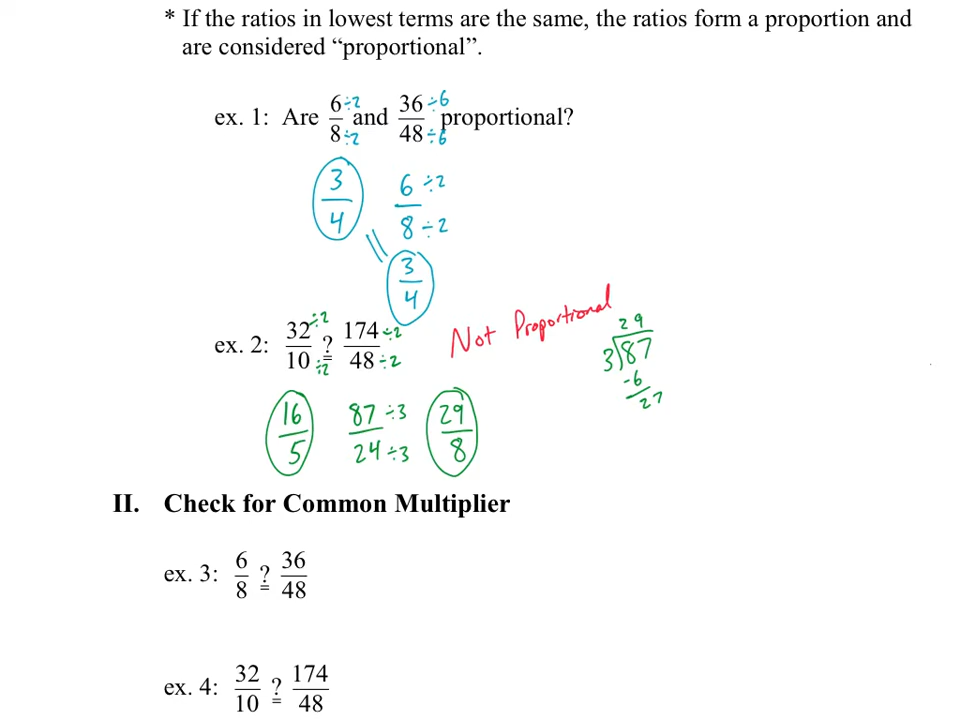 * If the ratios in lowest terms are the same, the ratios form a proportion and
are considered “proportional”.
ex. 1: Are 6÷2/8÷2 and 36÷6/48÷6 proportional?
3/4 6÷2/8÷2
=
3/4
Not Proportional
ex. 2: 32÷2/10÷2 ?= 174÷2/48÷2
29
3)87
-6
27
16/5 87÷3/24÷3 29/8
II. Check for Common Multiplier
ex. 3: 6/8 ?= 36/48
ex. 4: 32/10 ?= 174/48